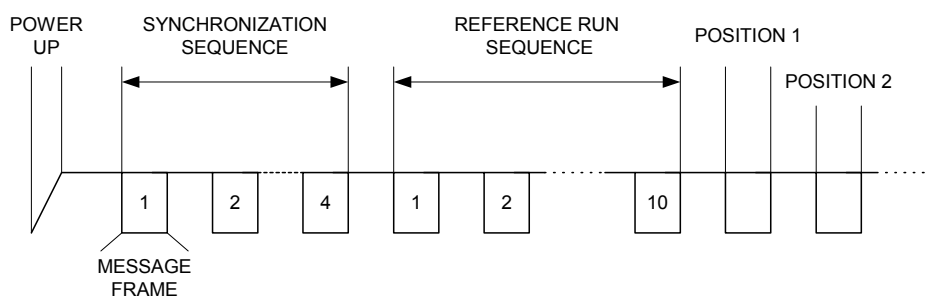 POWER
UP
SYNCHRONIZATION
SEQUENCE
REFERENCE RUN
SEQUENCE
POSITION 1
POSITION 2
1
2
4
1
2
10
MESSAGE
FRAME